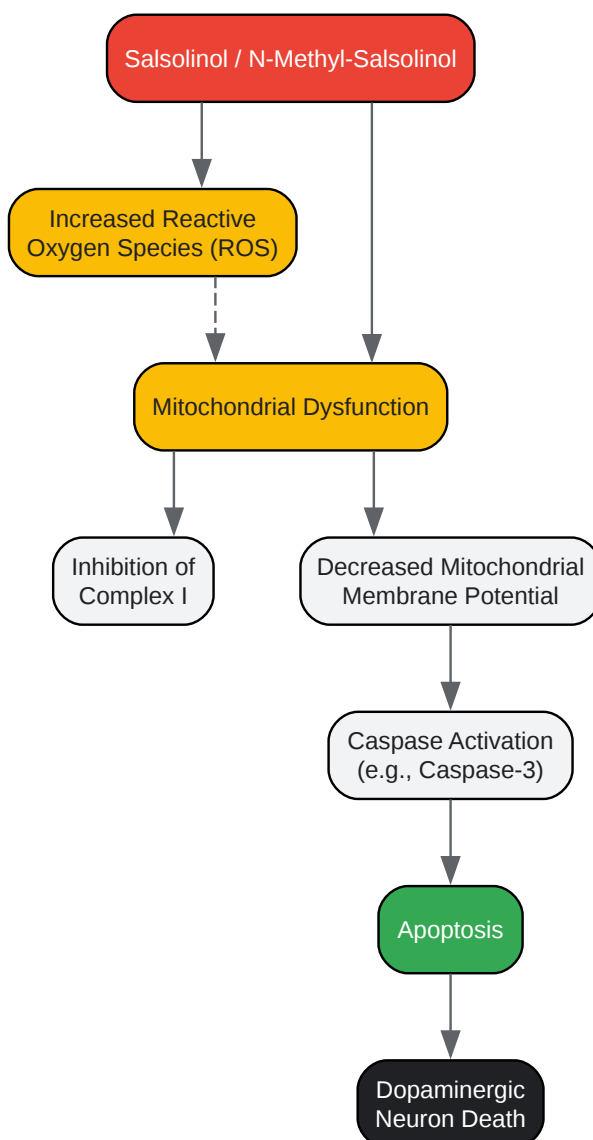 Salsolinol / N-Methyl-Salsolinol
Increased Reactive
Oxygen Species (ROS)
Mitochondrial Dysfunction
Inhibition of
Complex I
Decreased Mitochondrial
Membrane Potential
Caspase Activation
(e.g., Caspase-3)
Apoptosis
Dopaminergic
Neuron Death